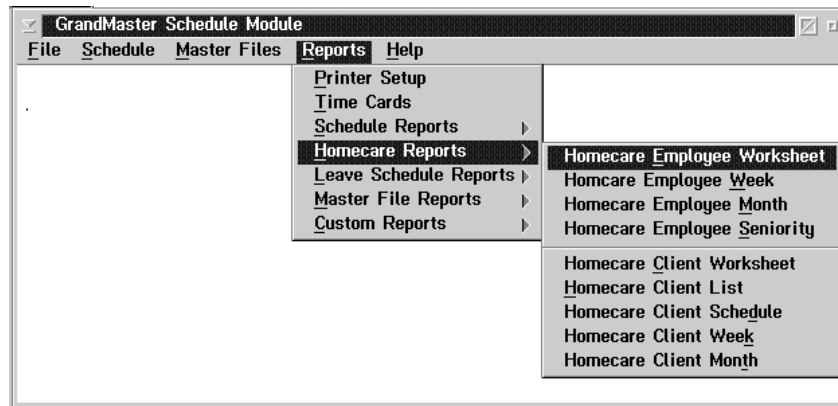 GrandMaster Schedule Module
File Schedule Master Files Reports Help
Printer Setup
Time Cards
Schedule Reports
Homecare Reports
Leave Schedule Reports
Master File Reports
Custom Reports
Homecare Employee Worksheet
Homcare Employee Week
Homecare Employee Month
Homecare Employee Seniority
Homecare Client Worksheet
Homecare Client List
Homecare Client Schedule
Homecare Client Week
Homecare Client Month